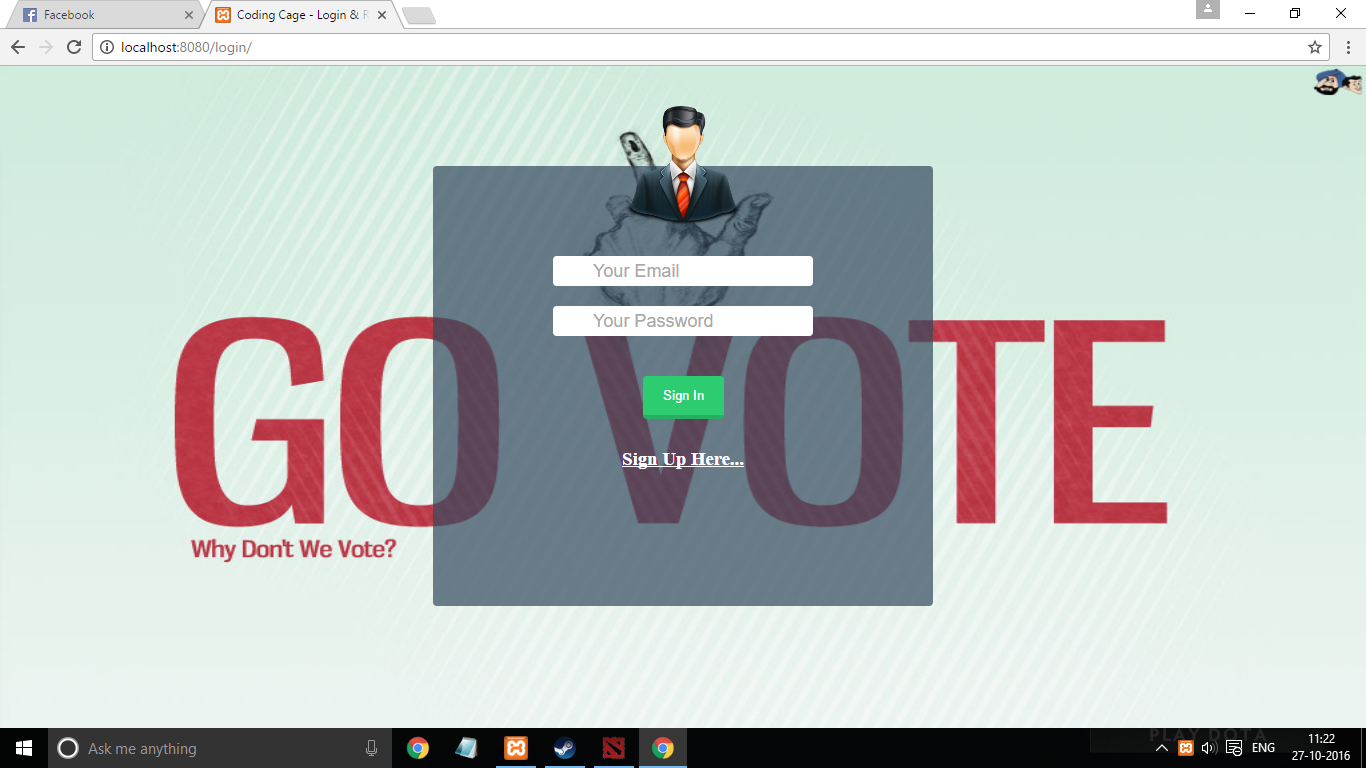 Facebook
Coding Cage - Login & R
localhost:8080/login/
Your Email
Your Password
GO VOTE
Sign In
Sign Up Here...
Why Don't We Vote?
PLAY DOTA
Ask me anything
ENG
11:22
27-10-2016